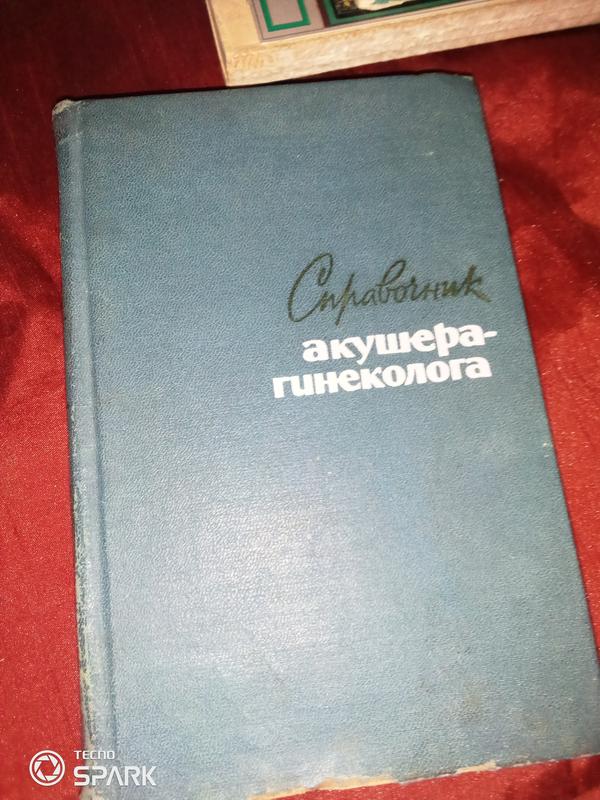 Справочник
акушера-
гинеколога
TECNO
SPARK